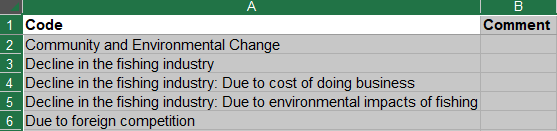 A B
1 Code Comment
2 Community and Environmental Change
3 Decline in the fishing industry
4 Decline in the fishing industry: Due to cost of doing business
5 Decline in the fishing industry: Due to environmental impacts of fishing
6 Due to foreign competition